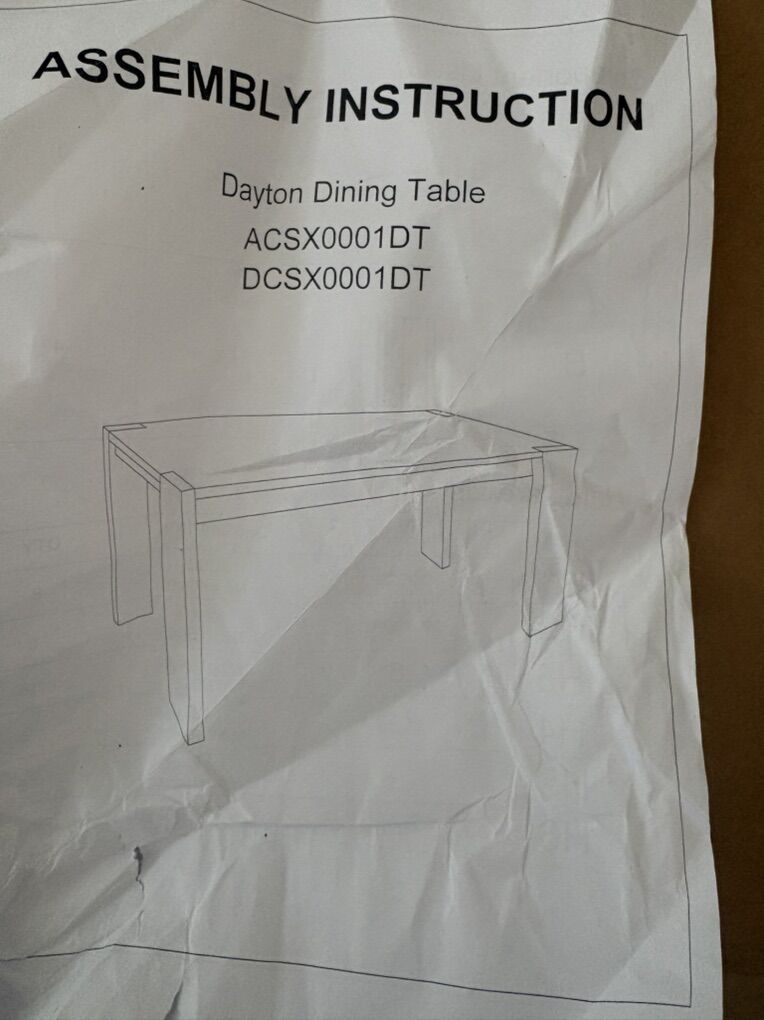 ASSEMBLY INSTRUCTION
Dayton Dining Table
ACSX0001DT
DCSX0001DT